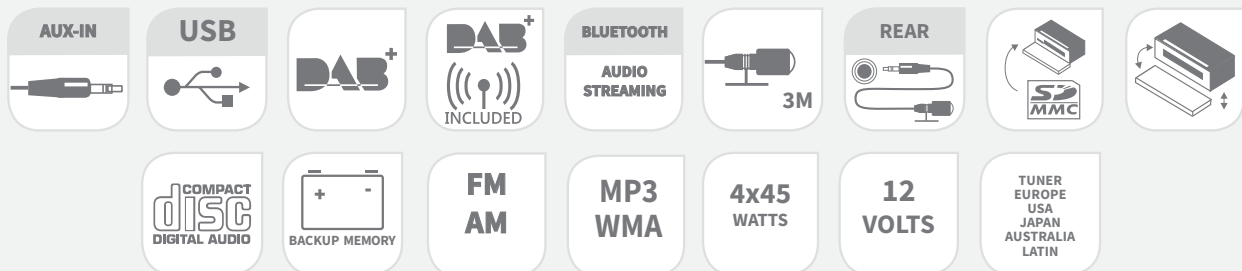 AUX-IN
USB
DAB+
DAB+
INCLUDED
BLUETOOTH
AUDIO
STREAMING
3M
REAR
SD
MMC
COMPACT
disc
DIGITAL AUDIO
+ -
BACKUP MEMORY
FM
AM
MP3
WMA
4x45
WATTS
12
VOLTS
TUNER
EUROPE
USA
JAPAN
AUSTRALIA
LATIN